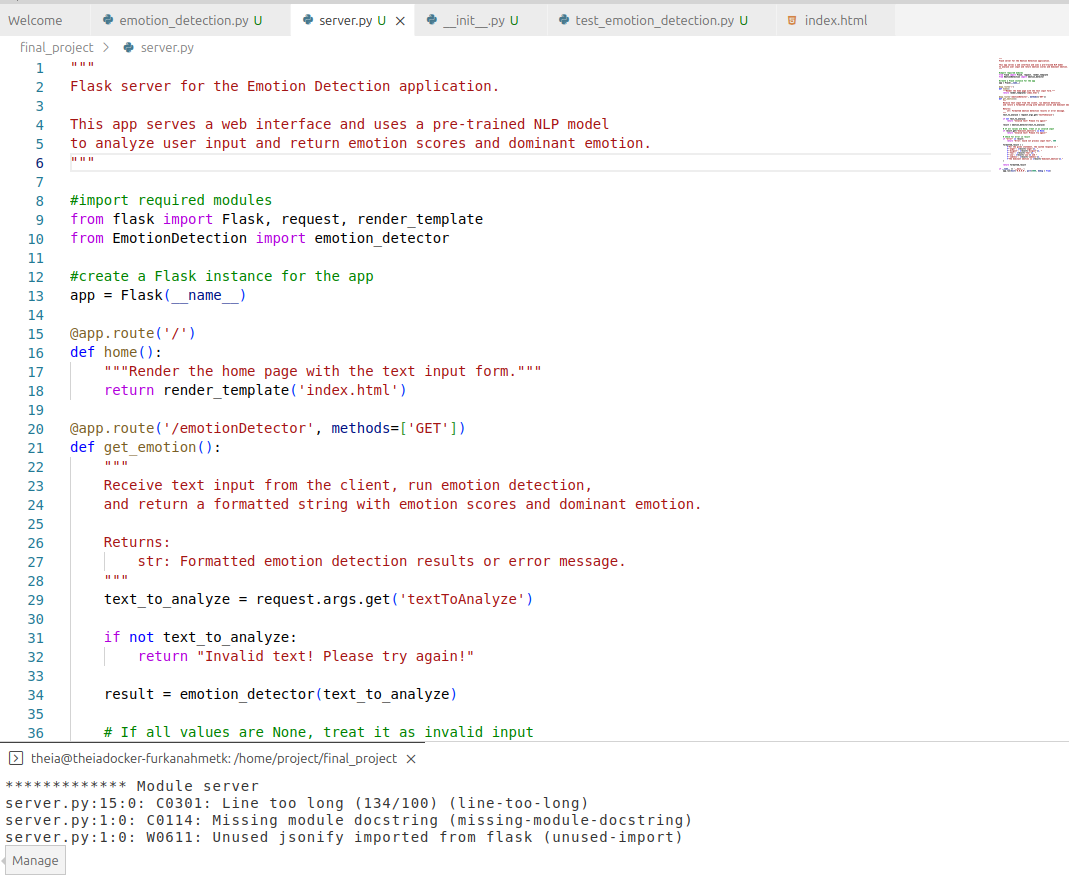 Welcome emotion_detection.py U server.py U × __init__.py U test_emotion_detection.py U index.html
final_project > server.py
1 """
2 Flask server for the Emotion Detection application.
3
4 This app serves a web interface and uses a pre-trained NLP model
5 to analyze user input and return emotion scores and dominant emotion.
6 """
7
8 #import required modules
9 from flask import Flask, request, render_template
10 from EmotionDetection import emotion_detector
11
12 #create a Flask instance for the app
13 app = Flask(__name__)
14
15 @app.route('/')
16 def home():
17     """Render the home page with the text input form."""
18     return render_template('index.html')
19
20 @app.route('/emotionDetector', methods=['GET'])
21 def get_emotion():
22     """
23     Receive text input from the client, run emotion detection,
24     and return a formatted string with emotion scores and dominant emotion.
25
26     Returns:
27         str: Formatted emotion detection results or error message.
28     """
29     text_to_analyze = request.args.get('textToAnalyze')
30
31     if not text_to_analyze:
32         return "Invalid text! Please try again!"
33
34     result = emotion_detector(text_to_analyze)
35
36     # If all values are None, treat it as invalid input
theia@theiadocker-furkanahmetk: /home/project/final_project ×
************* Module server
server.py:15:0: C0301: Line too long (134/100) (line-too-long)
server.py:1:0: C0114: Missing module docstring (missing-module-docstring)
server.py:1:0: W0611: Unused jsonify imported from flask (unused-import)
Manage